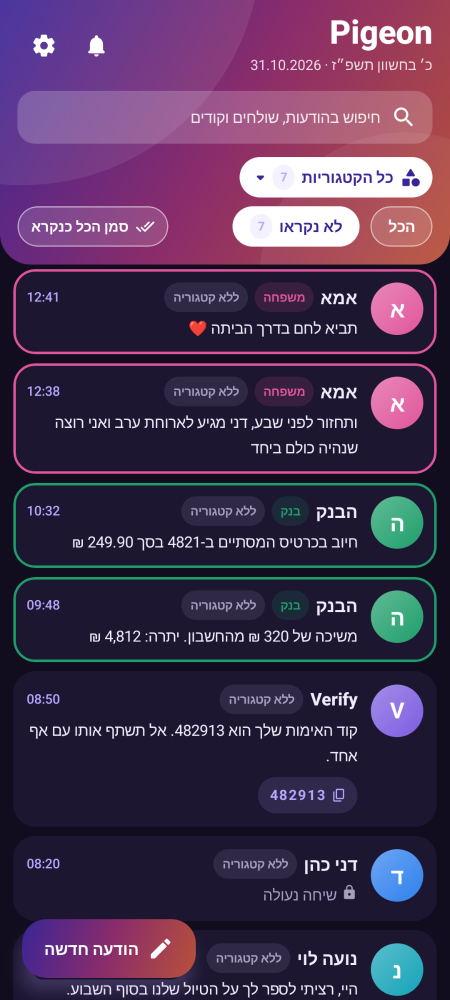 Pigeon
כ׳ בחשוון תשפ״ז · 31.10.2026
חיפוש בהודעות, שולחים וקודים
כל הקטגוריות 7
הכל
לא נקראו 7
סמן הכל כנקרא
א
אמא משפחה ללא קטגוריה 12:41
תביא לחם בדרך הביתה ❤️
א
אמא משפחה ללא קטגוריה 12:38
ותחזור לפני שבע, דני מגיע לארוחת ערב ואני רוצה
שנהיה כולם ביחד
ה
הבנק בנק ללא קטגוריה 10:32
חיוב בכרטיס המסתיים ב-4821 בסך 249.90 ₪
ה
הבנק בנק ללא קטגוריה 09:48
משיכה של 320 ₪ מהחשבון. יתרה: 4,812 ₪
V
Verify ללא קטגוריה 08:50
קוד האימות שלך הוא 482913. אל תשתף אותו עם אף
אחד.
482913
ד
דני כהן ללא קטגוריה 08:20
שיחה נעולה
נ
נועה לוי ללא קטגוריה
היי, רציתי לספר לך על הטיול שלנו בסוף השבוע.
הודעה חדשה